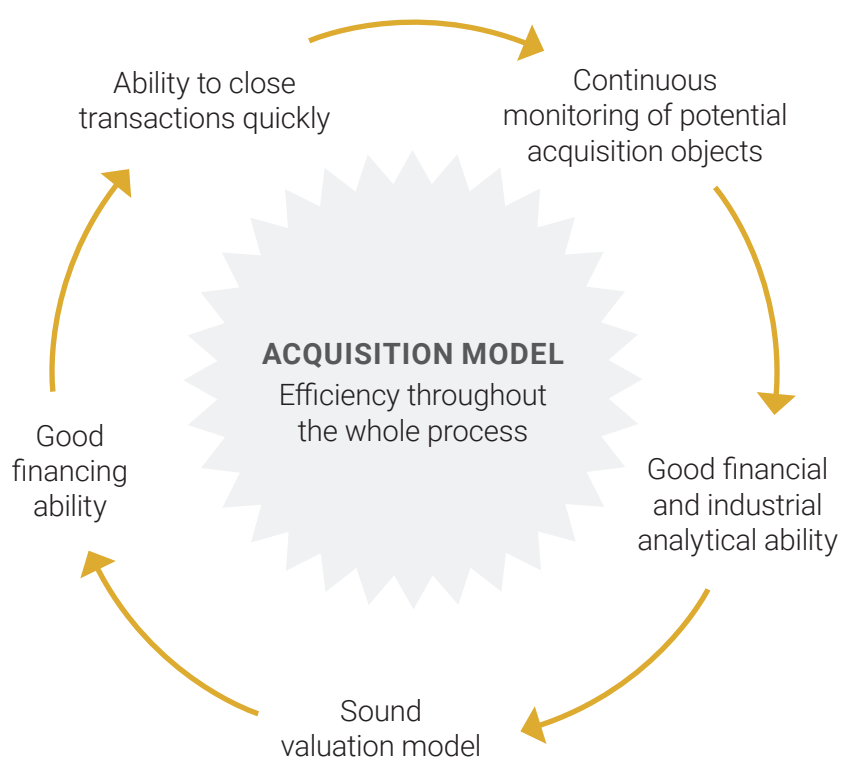 Ability to close
transactions quickly
Continuous
monitoring of potential
acquisition objects
ACQUISITION MODEL
Efficiency throughout
the whole process
Good
financing
ability
Good financial
and industrial
analytical ability
Sound
valuation model